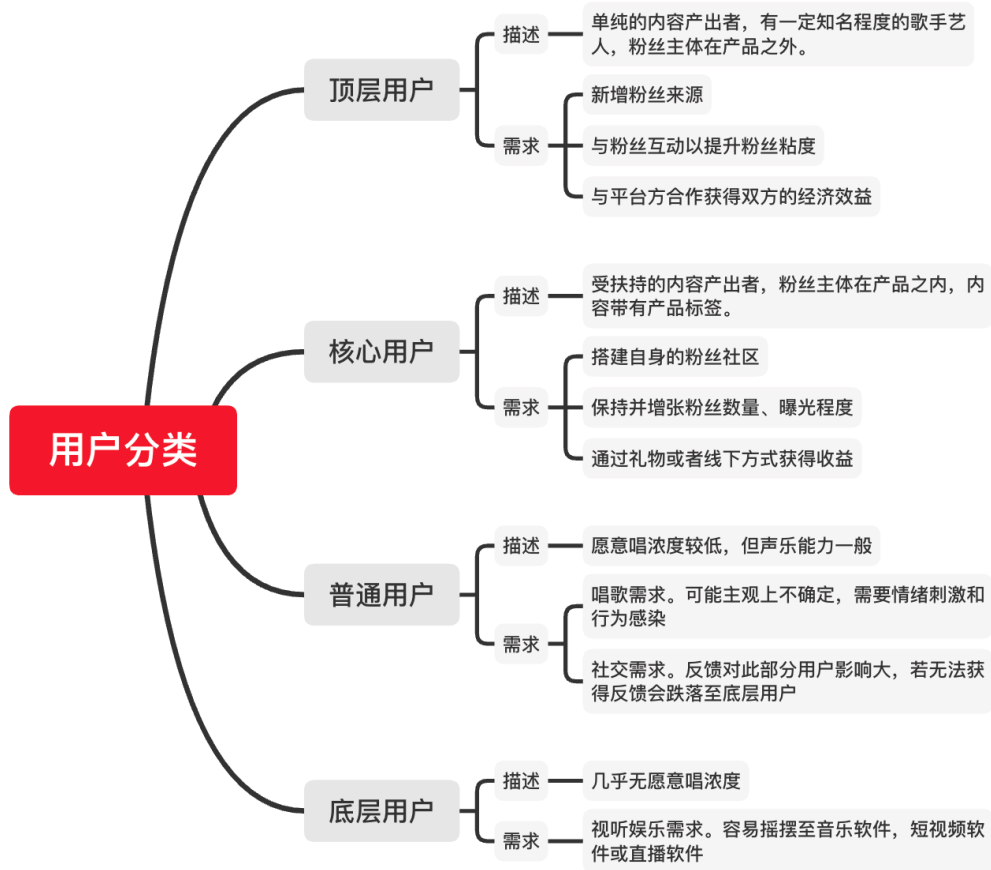 用户分类
顶层用户
描述
单纯的内容产出者，有一定知名程度的歌手艺
人，粉丝主体在产品之外。
需求
新增粉丝来源
与粉丝互动以提升粉丝粘度
与平台方合作获得双方的经济效益
核心用户
描述
受扶持的内容产出者，粉丝主体在产品之内，内
容带有产品标签。
需求
搭建自身的粉丝社区
保持并增张粉丝数量、曝光程度
通过礼物或者线下方式获得收益
普通用户
描述
愿意唱浓度较低，但声乐能力一般
需求
唱歌需求。可能主观上不确定，需要情绪刺激和
行为感染
社交需求。反馈对此部分用户影响大，若无法获
得反馈会跌落至底层用户
底层用户
描述
几乎无愿意唱浓度
需求
视听娱乐需求。容易摇摆至音乐软件，短视频软
件或直播软件